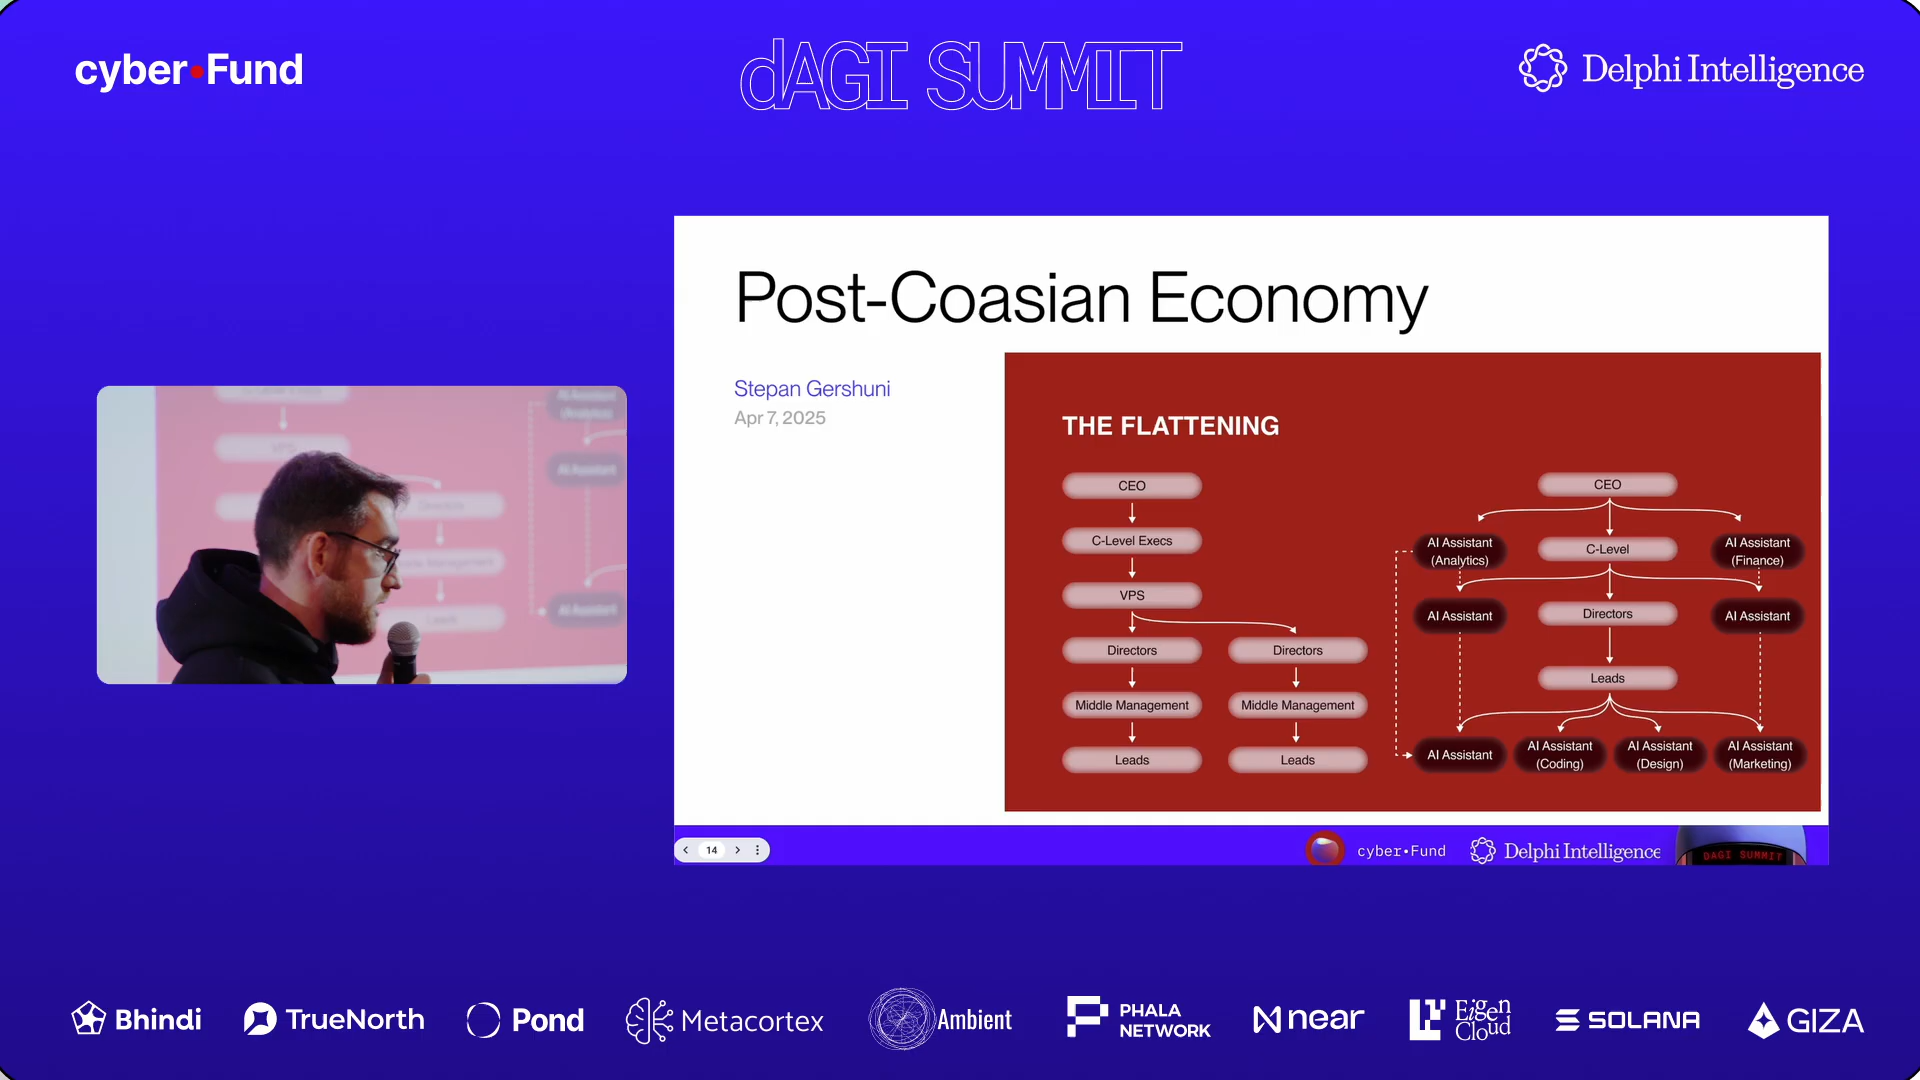 cyber•Fund
dAGI SUMMIT
Delphi Intelligence
Post-Coasian Economy
Stepan Gershuni
Apr 7, 2025
THE FLATTENING
CEO
C-Level Execs
VPS
Directors
Directors
Middle Management
Middle Management
Leads
Leads
CEO
AI Assistant
(Analytics)
C-Level
AI Assistant
(Finance)
AI Assistant
Directors
AI Assistant
Leads
AI Assistant
AI Assistant
(Coding)
AI Assistant
(Design)
AI Assistant
(Marketing)
14
cyber•Fund
Delphi Intelligence
DAGI SUMMIT
Bhindi
TrueNorth
Pond
Metacortex
Ambient
PHALA
NETWORK
near
EigenCloud
SOLANA
GIZA